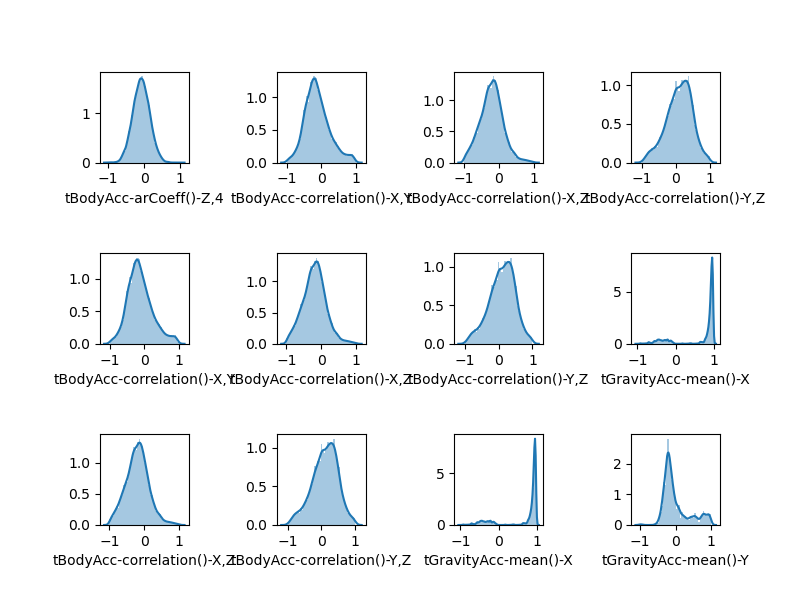 1
0
−1 0 1
tBodyAcc-arCoeff()-Z,4
1.0
0.5
0.0
−1 0 1
tBodyAcc-correlation()-X,Y
1.0
0.5
0.0
−1 0 1
tBodyAcc-correlation()-X,Z
1.0
0.5
0.0
−1 0 1
tBodyAcc-correlation()-Y,Z
1.0
0.5
0.0
−1 0 1
tBodyAcc-correlation()-X,Y
1.0
0.5
0.0
−1 0 1
tBodyAcc-correlation()-X,Z
1.0
0.5
0.0
−1 0 1
tBodyAcc-correlation()-Y,Z
5
0
−1 0 1
tGravityAcc-mean()-X
1.0
0.5
0.0
−1 0 1
tBodyAcc-correlation()-X,Z
1.0
0.5
0.0
−1 0 1
tBodyAcc-correlation()-Y,Z
5
0
−1 0 1
tGravityAcc-mean()-X
2
1
0
−1 0 1
tGravityAcc-mean()-Y